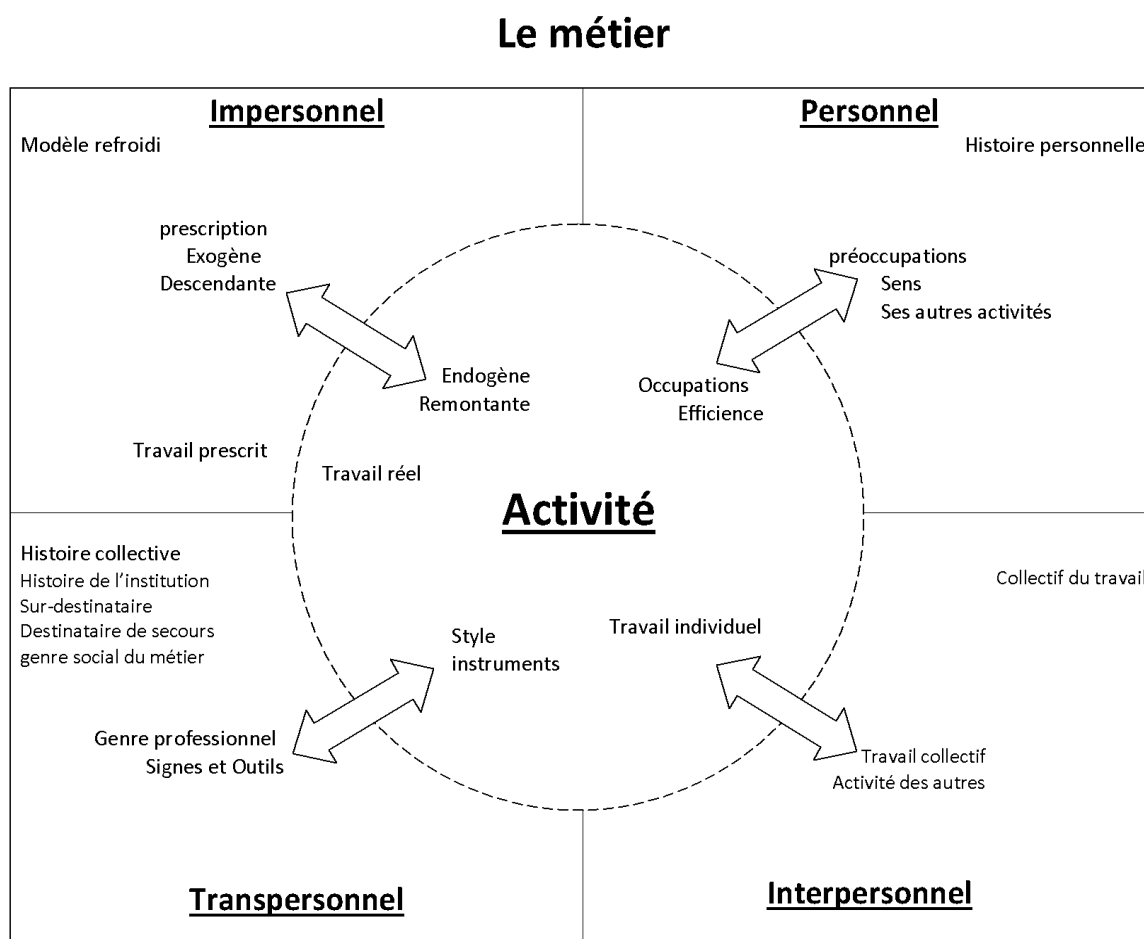 Le métier
Impersonnel
Modèle refroidi
prescription
Exogène
Descendante
Endogène
Remontante
Travail prescrit
Travail réel
Personnel
Histoire personnelle
préoccupations
Sens
Ses autres activités
Occupations
Efficience
Activité
Histoire collective
Histoire de l’institution
Sur-destinataire
Destinataire de secours
genre social du métier
Style
instruments
Genre professionnel
Signes et Outils
Transpersonnel
Collectif du travail
Travail individuel
Travail collectif
Activité des autres
Interpersonnel